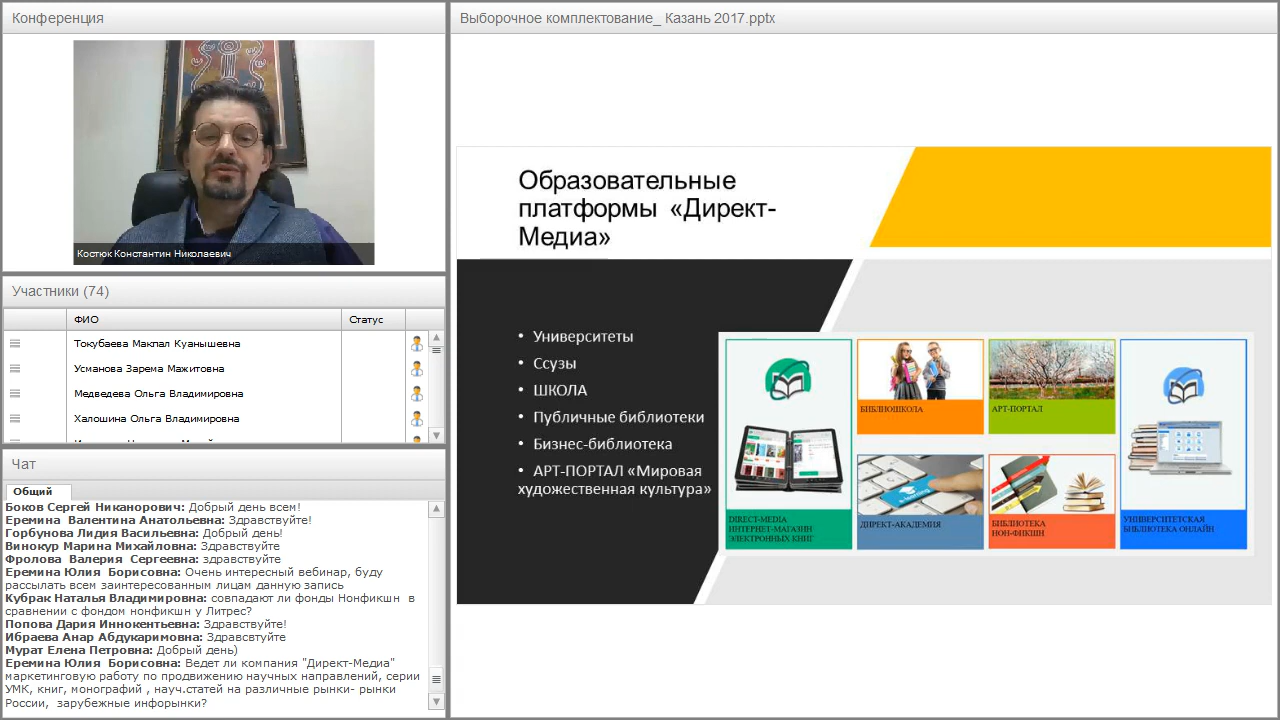 Конференция
Костюк Константин Николаевич
Участники (74)
ФИО
Статус
Токубаева Макпал Куанышевна
Усманова Зарема Мажитовна
Медведева Ольга Владимировна
Халошина Ольга Владимировна
Чат
Общий
Боков Сергей Никанорович: Добрый день всем!
Еремина Валентина Анатольевна: Здравствуйте!
Горбунова Лидия Васильевна: Добрый день!
Винокур Марина Михайловна: Здравствуйте
Фролова Валерия Сергеевна: здравствуйте
Еремина Юлия Борисовна: Очень интересный вебинар, буду
рассылать всем заинтересованным лицам данную запись
Кубрак Наталья Владимировна: совпадают ли фонды Нонфикшн в
сравнении с фондом нонфикшн у Литрес?
Попова Дария Иннокентьевна: Здравствуйте!
Ибраева Анар Абдукаримовна: Здравсвтуйте
Мурат Елена Петровна: Добрый день)
Еремина Юлия Борисовна: Ведет ли компания "Директ-Медиа"
маркетинговую работу по продвижению научных направлений, серии
УМК, книг, монографий , науч.статей на различные рынки- рынки
России, зарубежные инфорынки?
Выборочное комплектование_ Казань 2017.pptx
Образовательные
платформы «Директ-
Медиа»
• Университеты
• Ссузы
• ШКОЛА
• Публичные библиотеки
• Бизнес-библиотека
• АРТ-ПОРТАЛ «Мировая
художественная культура»
DIRECT-MEDIA
ИНТЕРНЕТ-МАГАЗИН
ЭЛЕКТРОННЫХ КНИГ
БИБЛИОШКОЛА
АРТ-ПОРТАЛ
ДИРЕКТ-АКАДЕМИЯ
БИБЛИОТЕКА
НОН-ФИКШН
УНИВЕРСИТЕТСКАЯ
БИБЛИОТЕКА ОНЛАЙН